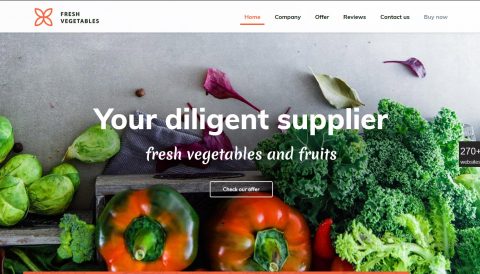 FRESH
VEGETABLES
Home Company Offer Reviews Contact us Buy now
Your diligent supplier
fresh vegetables and fruits
Check our offer
270+
websites